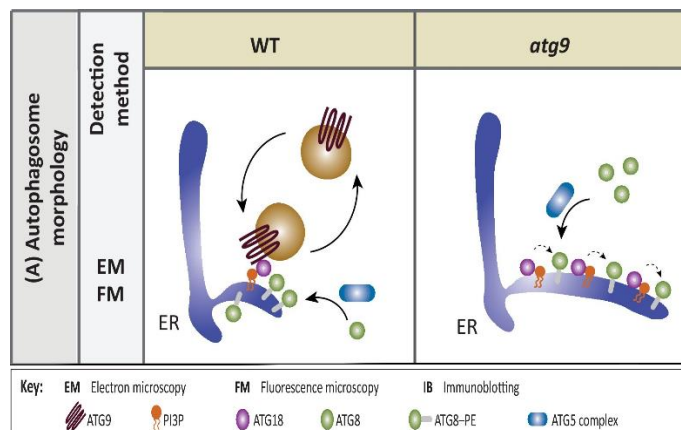 WT
atg9
Detection
method
(A) Autophagosome
morphology
EM
FM
ER
ER
Key: EM Electron microscopy FM Fluorescence microscopy IB Immunoblotting
ATG9 PI3P ATG18 ATG8 ATG8–PE ATG5 complex